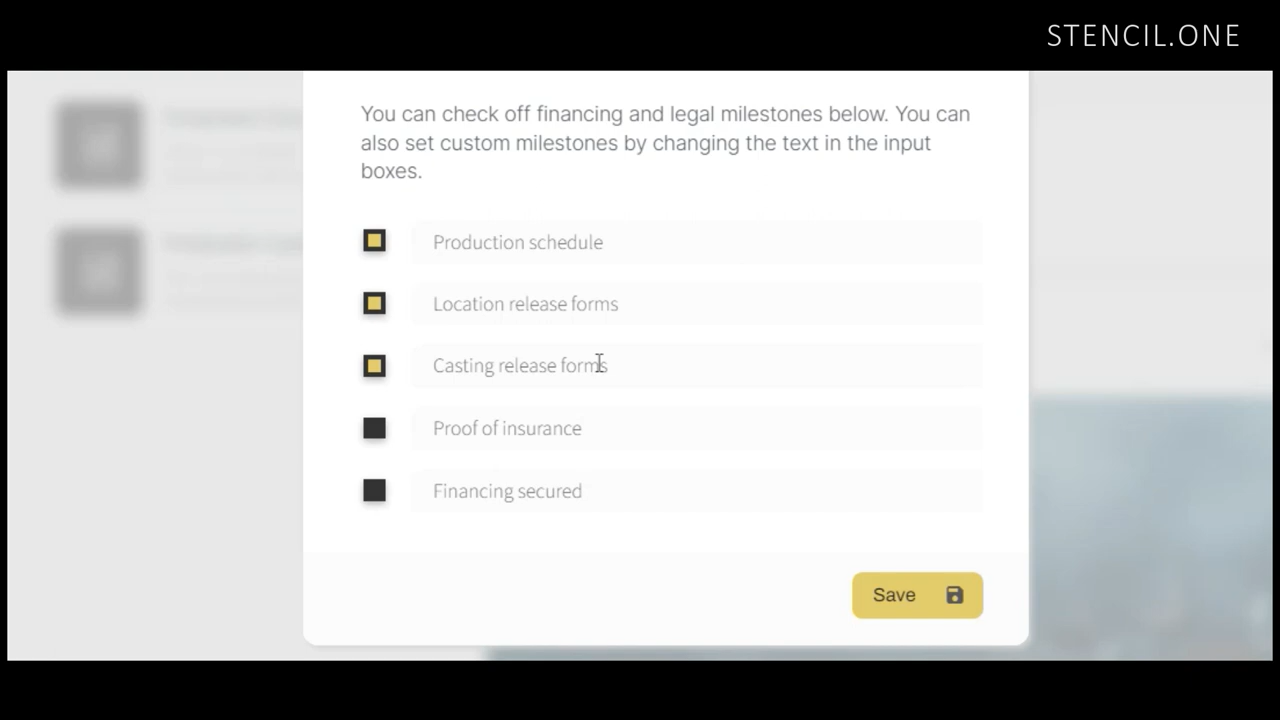 STENCIL.ONE
You can check off financing and legal milestones below. You can
also set custom milestones by changing the text in the input
boxes.
Production schedule
Location release forms
Casting release forms
Proof of insurance
Financing secured
Save